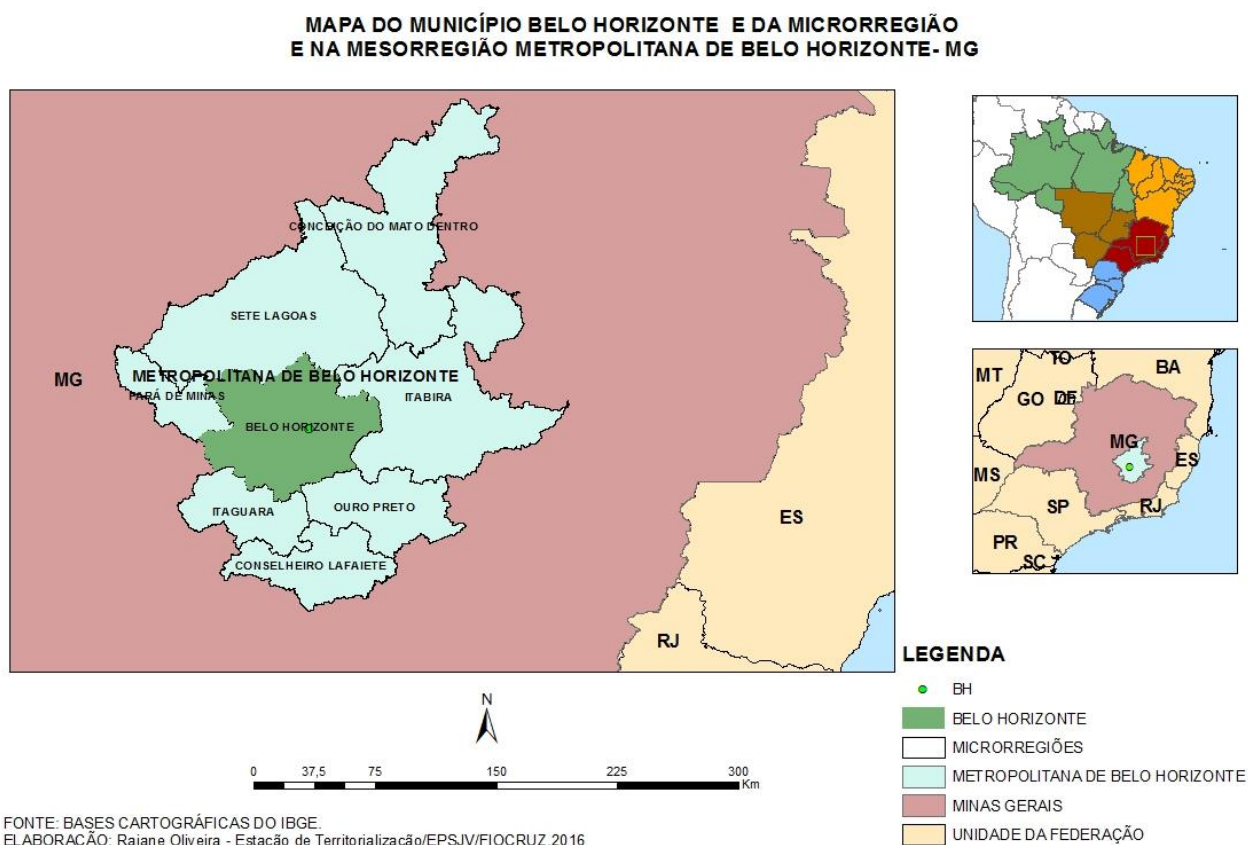 MAPA DO MUNICÍPIO BELO HORIZONTE E DA MICRORREGIÃO
E NA MESORREGIÃO METROPOLITANA DE BELO HORIZONTE- MG
CONCEIÇÃO DO MATO DENTRO
SETE LAGOAS
MG
METROPOLITANA DE BELO HORIZONTE
PARÁ DE MINAS
ITABIRA
BELO HORIZONTE
ITAGUARA
OURO PRETO
CONSELHEIRO LAFAIETE
ES
RJ
TO
MT
BA
GO
DF
MG
ES
MS
SP
RJ
PR
SC
LEGENDA
BH
BELO HORIZONTE
MICRORREGIÕES
METROPOLITANA DE BELO HORIZONTE
MINAS GERAIS
UNIDADE DA FEDERAÇÃO
N
0 37,5 75 150 225 300
Km
FONTE: BASES CARTOGRÁFICAS DO IBGE.
ELABORAÇÃO: Raiane Oliveira - Estação de Territorialização/EPSJV/FIOCRUZ.2016